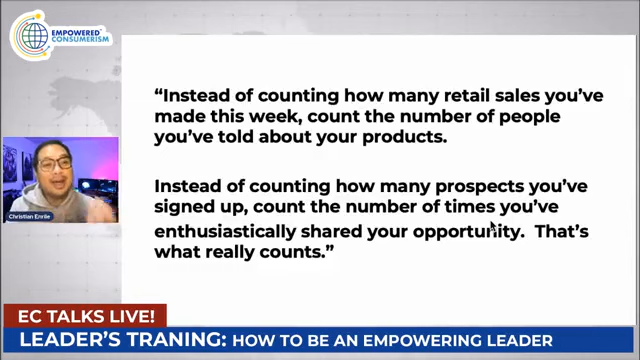 EMPOWERED
CONSUMERISM
“Instead of counting how many retail sales you’ve
made this week, count the number of people
you’ve told about your products.
Instead of counting how many prospects you’ve
signed up, count the number of times you’ve
enthusiastically shared your opportunity. That’s
what really counts.”
Christian Enrile
EC TALKS LIVE!
LEADER’S TRANING: HOW TO BE AN EMPOWERING LEADER